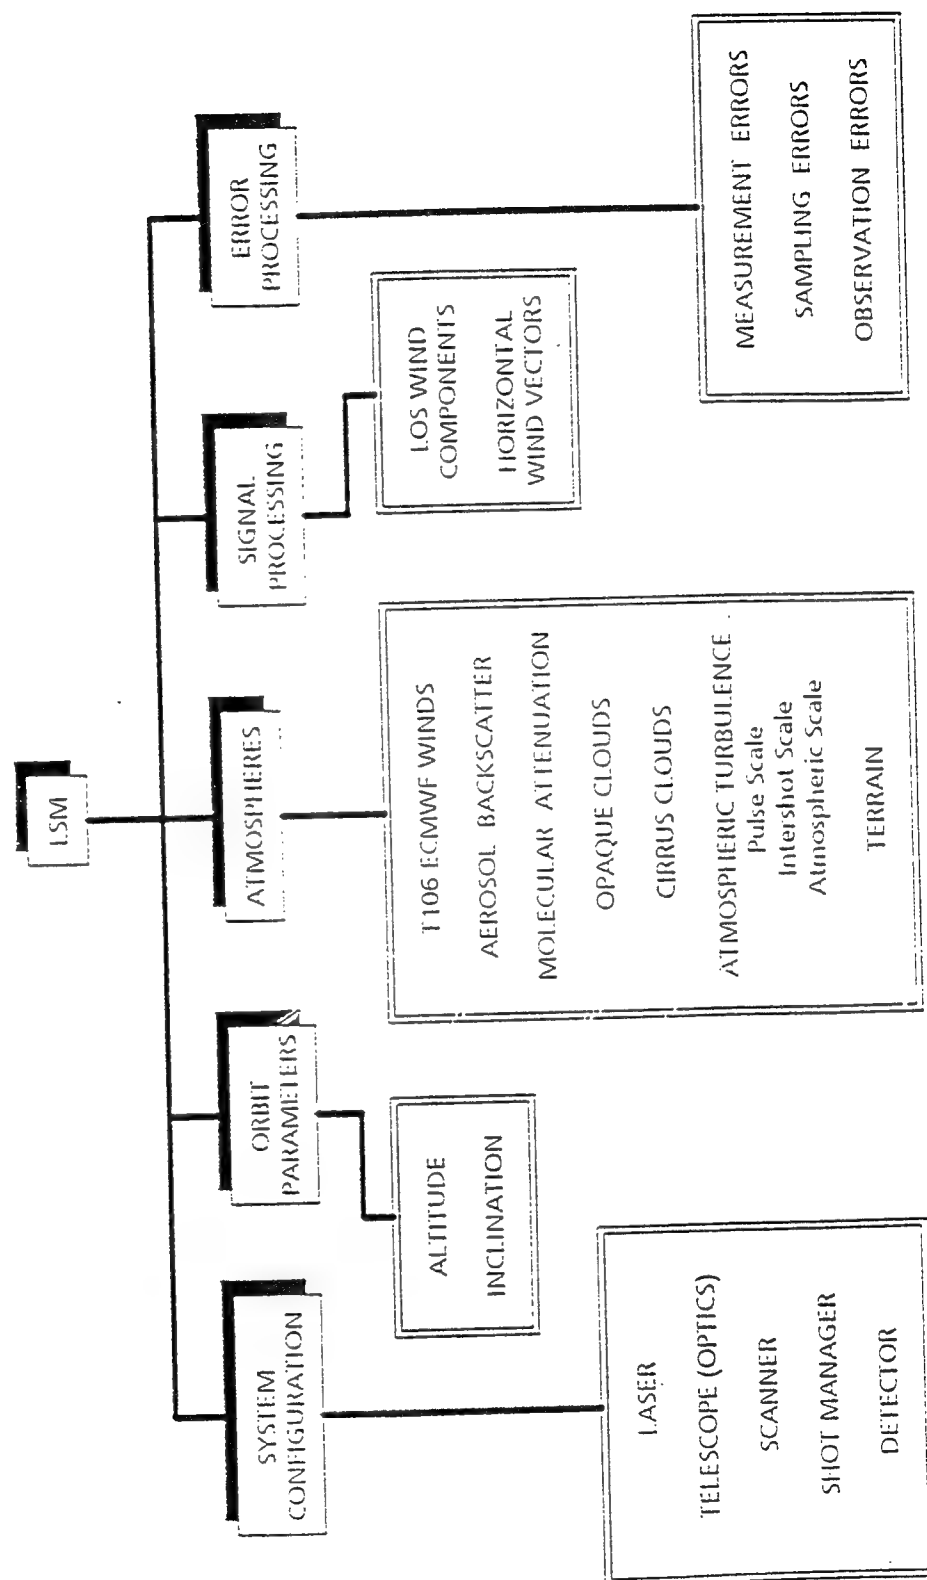 LSM
SYSTEM
CONFIGURATION
ORBIT
PARAMETERS
ATMOSPHERES
SIGNAL
PROCESSING
ERROR
PROCESSING
LASER
TELESCOPE (OPTICS)
SCANNER
SHOT MANAGER
DETECTOR
ALTITUDE
INCLINATION
T106 ECMWF WINDS
AEROSOL BACKSCATTER
MOLECULAR ATTENUATION
OPAQUE CLOUDS
CIRRUS CLOUDS
ATMOSPHERIC TURBULENCE
Pulse Scale
Intershot Scale
Atmospheric Scale
TERRAIN
LOS WIND
COMPONENTS
HORIZONTAL
WIND VECTORS
MEASUREMENT ERRORS
SAMPLING ERRORS
OBSERVATION ERRORS